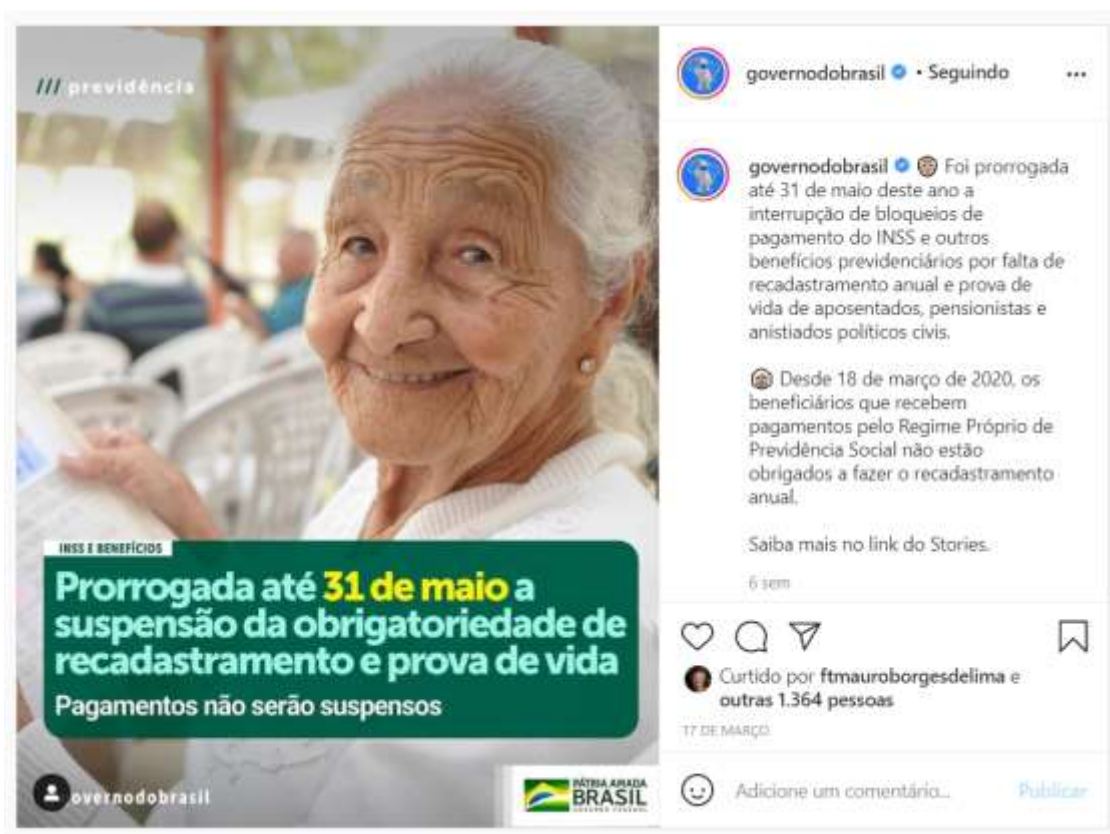 /// previdência
INSS E BENEFÍCIOS
Prorrogada até 31 de maio a
suspensão da obrigatoriedade de
recadastramento e prova de vida
Pagamentos não serão suspensos
overnodobrasil
PÁTRIA AMADA
BRASIL
GOVERNO FEDERAL
governodobrasil • Seguindo
governodobrasil Foi prorrogada
até 31 de maio deste ano a
interrupção de bloqueios de
pagamento do INSS e outros
benefícios previdenciários por falta de
recadastramento anual e prova de
vida de aposentados, pensionistas e
anistiados políticos civis.
Desde 18 de março de 2020, os
beneficiários que recebem
pagamentos pelo Regime Próprio de
Previdência Social não estão
obrigados a fazer o recadastramento
anual.
Saiba mais no link do Stories.
6 sem
Curtido por ftmauroborgesdelima e
outras 1.364 pessoas
17 DE MARÇO
Adicione um comentário...
Publicar